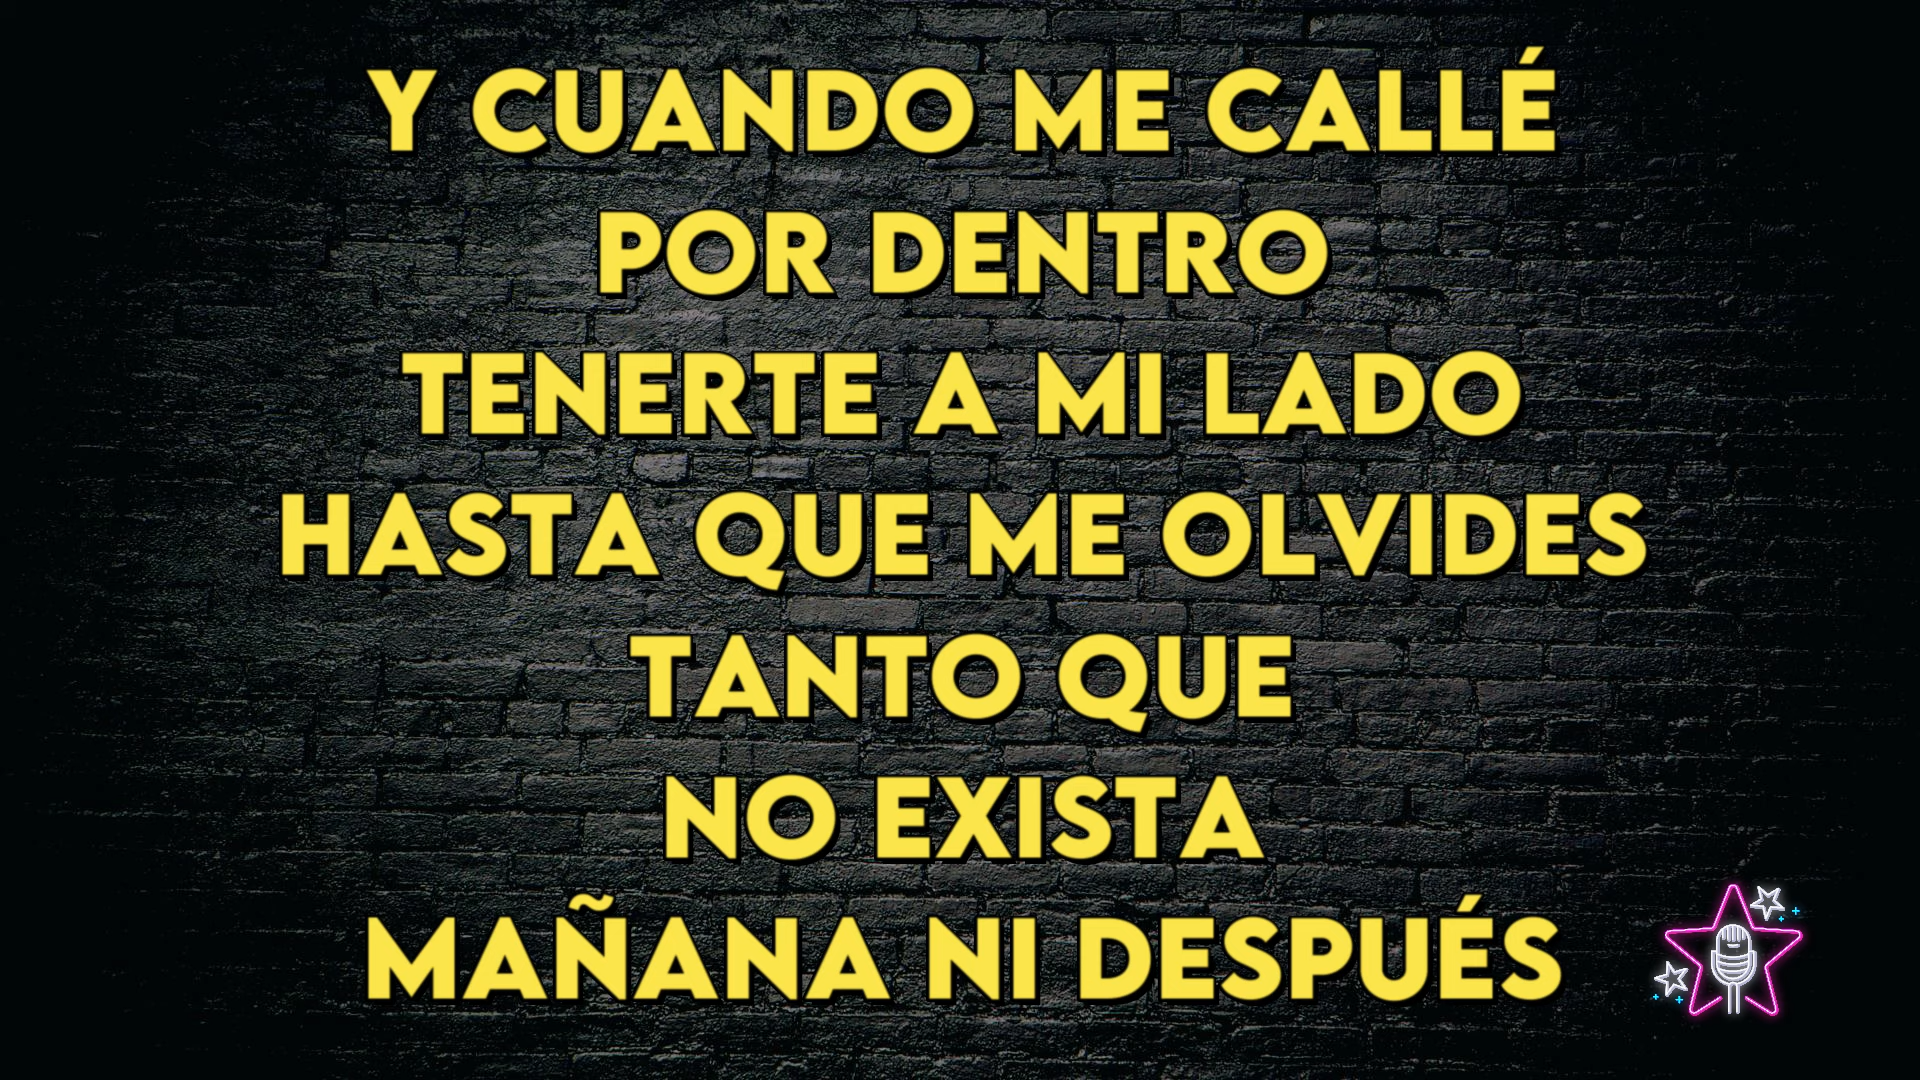 Y CUANDO ME CALLÉ
POR DENTRO
TENERTE A MI LADO
HASTA QUE ME OLVIDES
TANTO QUE
NO EXISTA
MAÑANA NI DESPUÉS